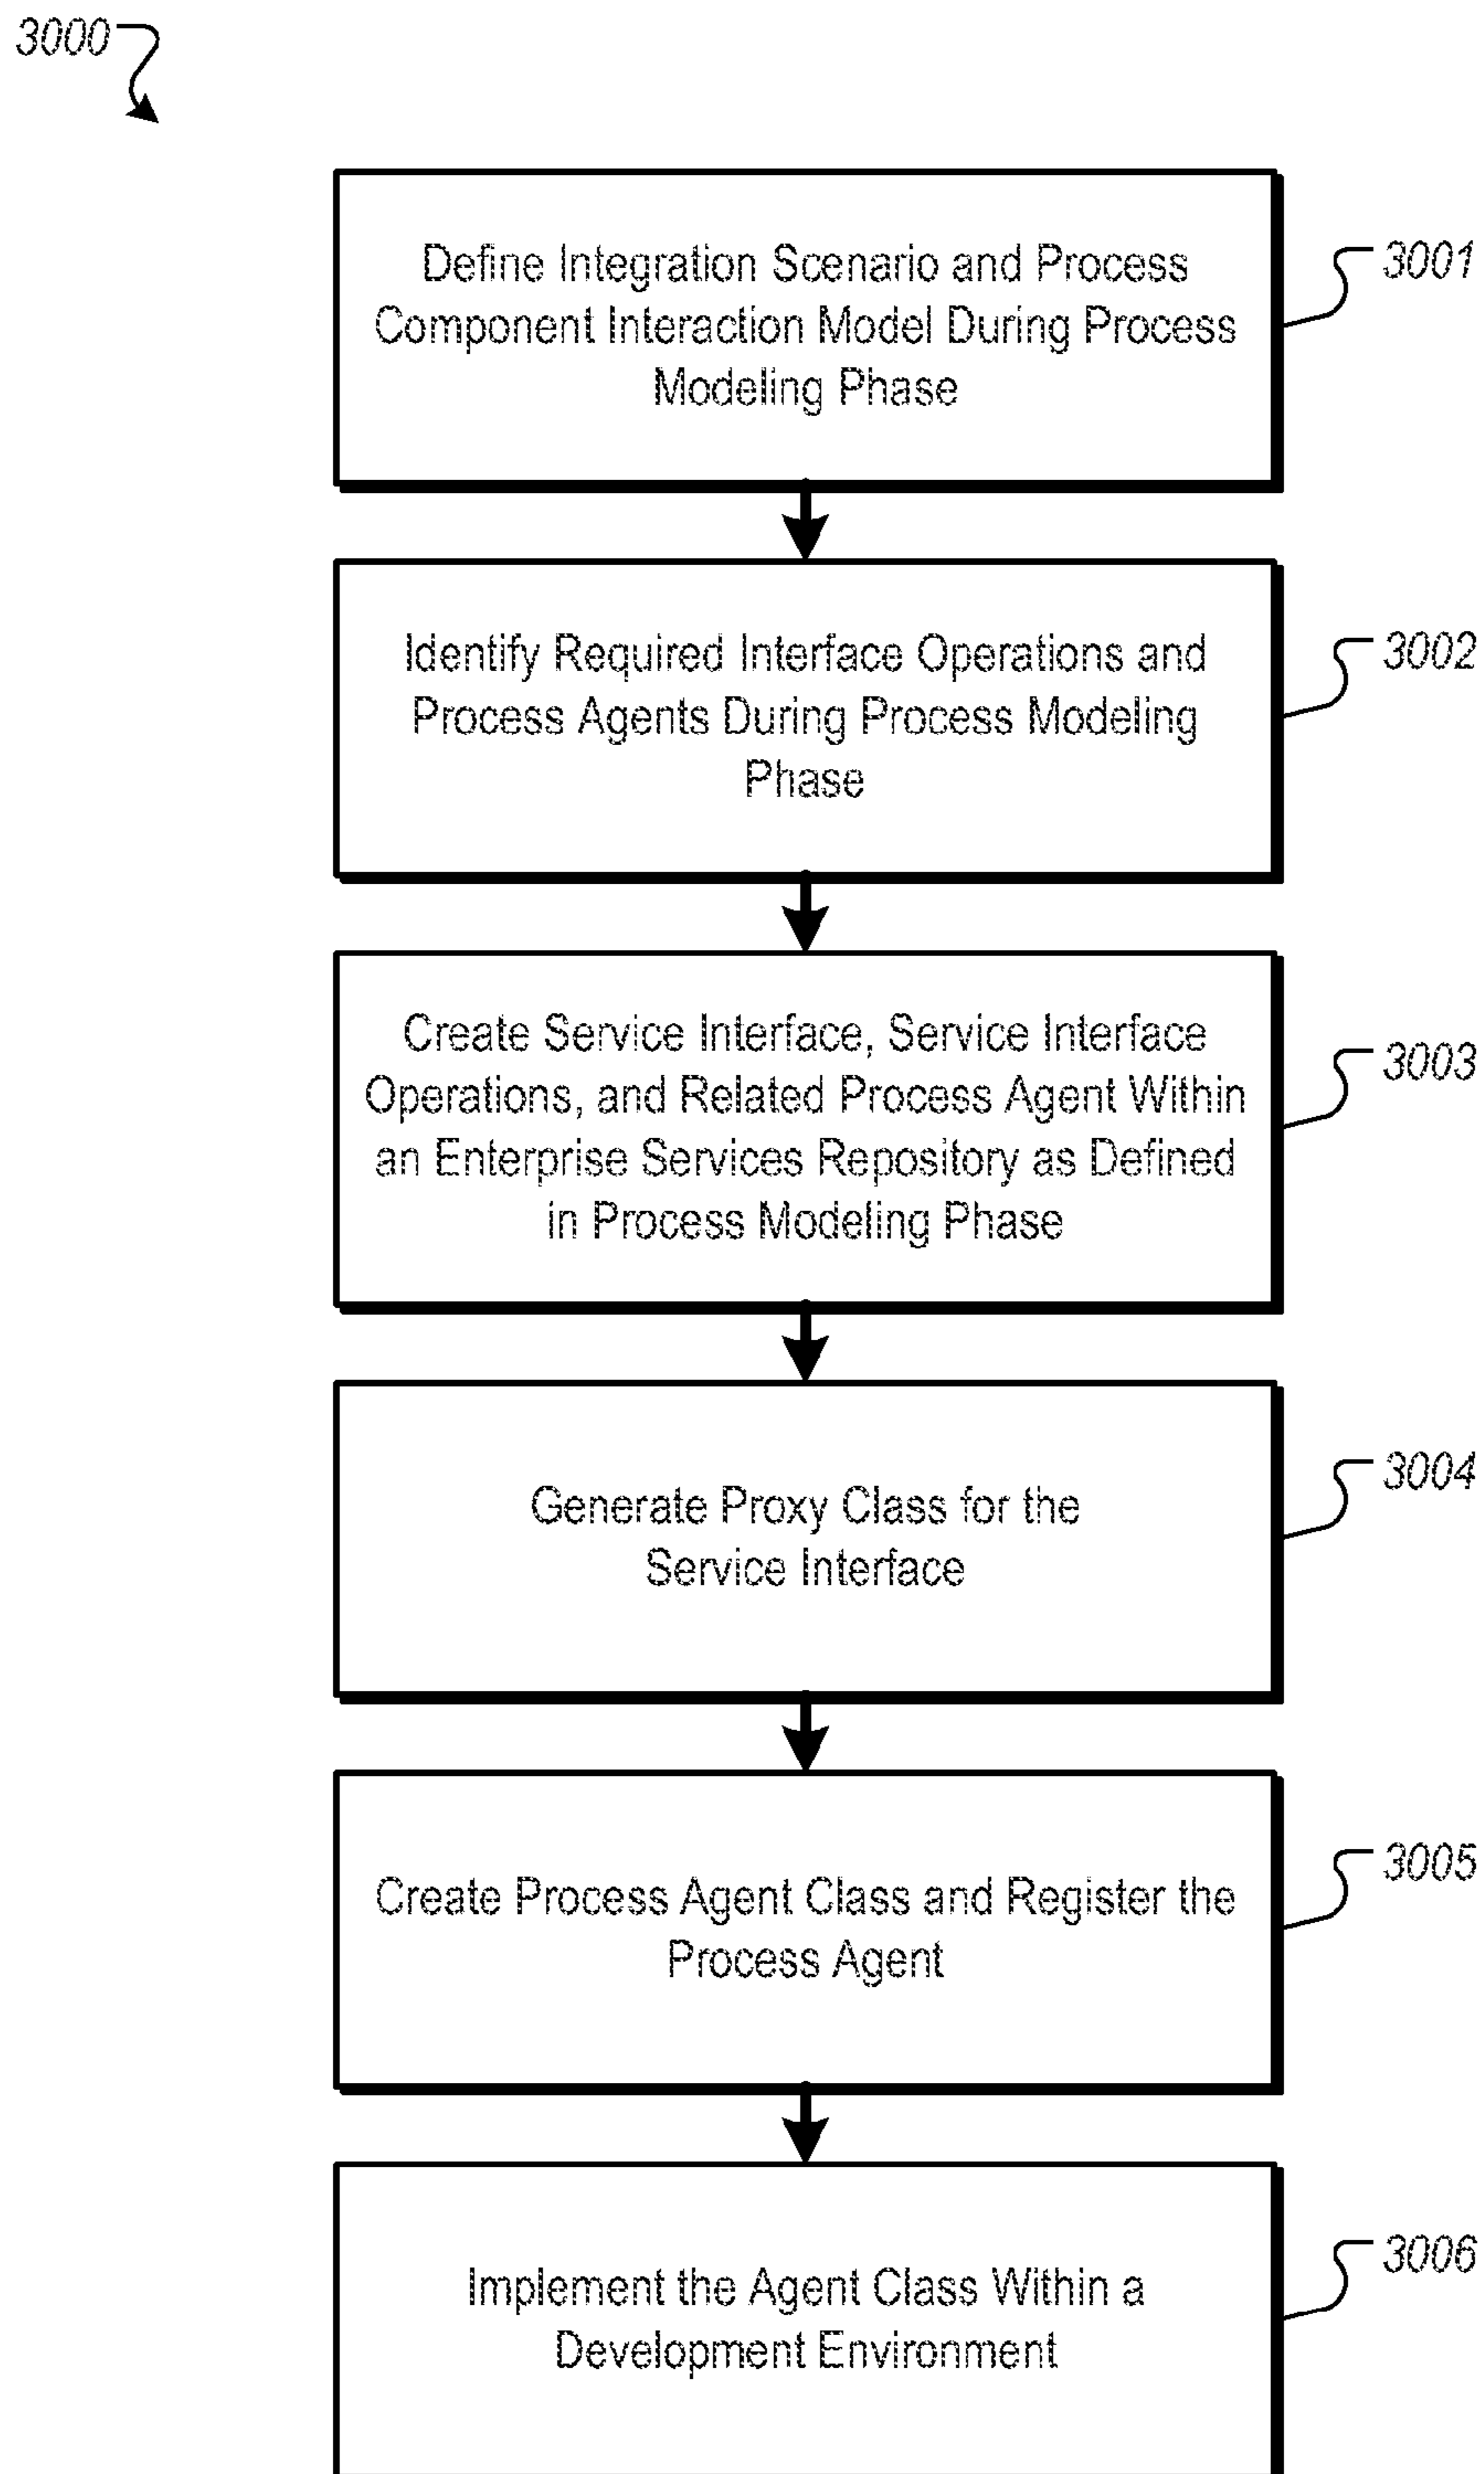 3000
Define Integration Scenario and Process
Component Interaction Model During Process
Modeling Phase
3001
Identify Required Interface Operations and
Process Agents During Process Modeling
Phase
3002
Create Service Interface, Service Interface
Operations, and Related Process Agent Within
an Enterprise Services Repository as Defined
in Process Modeling Phase
3003
Generate Proxy Class for the
Service Interface
3004
Create Process Agent Class and Register the
Process Agent
3005
Implement the Agent Class Within a
Development Environment
3006